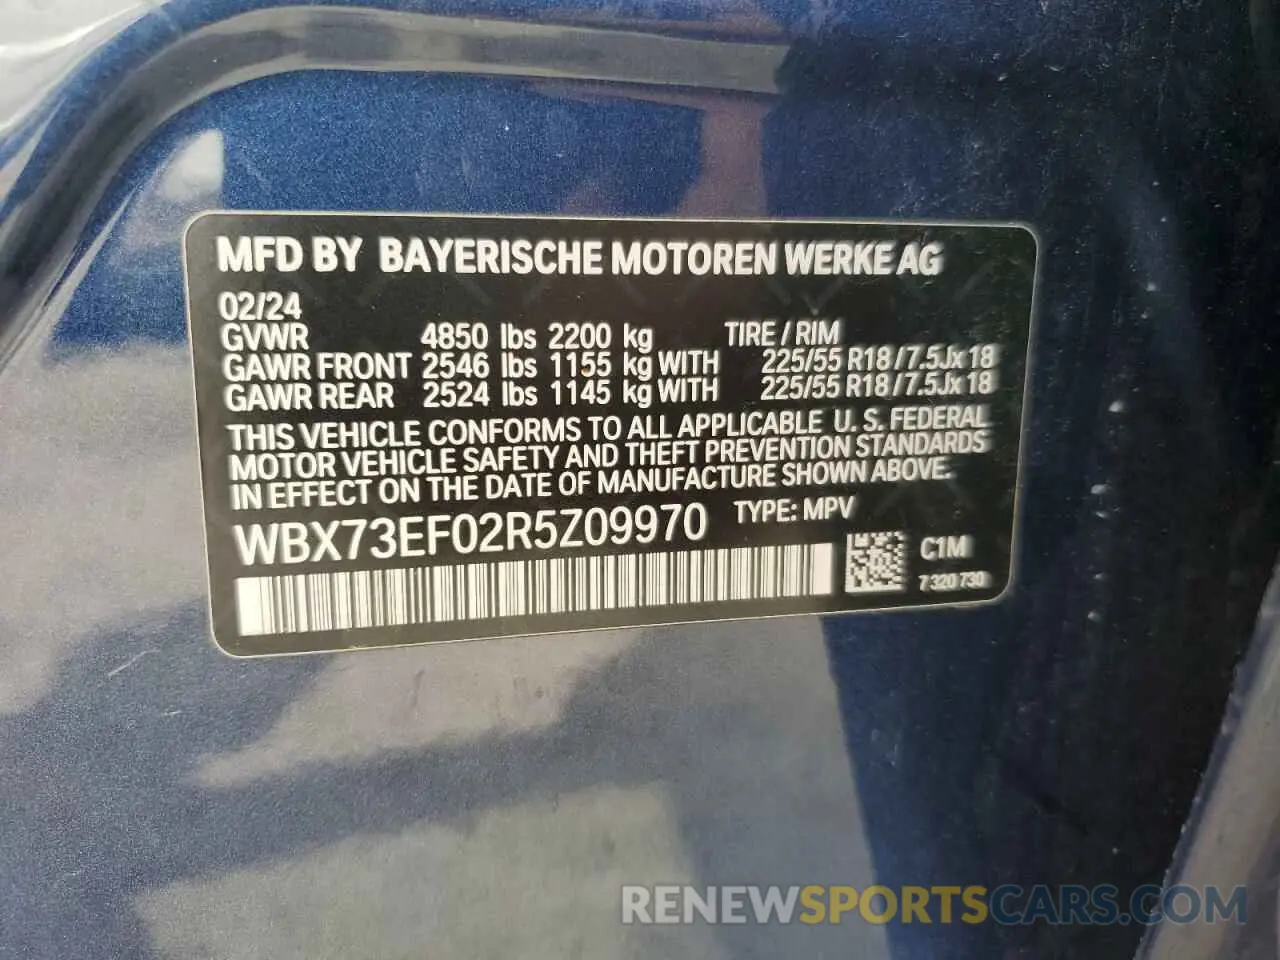 MFD BY BAYERISCHE MOTOREN WERKE AG
02/24
GVWR 4850 lbs 2200 kg TIRE / RIM
GAWR FRONT 2546 lbs 1155 kg WITH 225/55 R18 / 7.5Jx18
GAWR REAR 2524 lbs 1145 kg WITH 225/55 R18 / 7.5Jx18
THIS VEHICLE CONFORMS TO ALL APPLICABLE U. S. FEDERAL
MOTOR VEHICLE SAFETY AND THEFT PREVENTION STANDARDS
IN EFFECT ON THE DATE OF MANUFACTURE SHOWN ABOVE.
WBX73EF02R5Z09970 TYPE: MPV
C1M
7 320 730
RENEWSPORTSCARS.COM